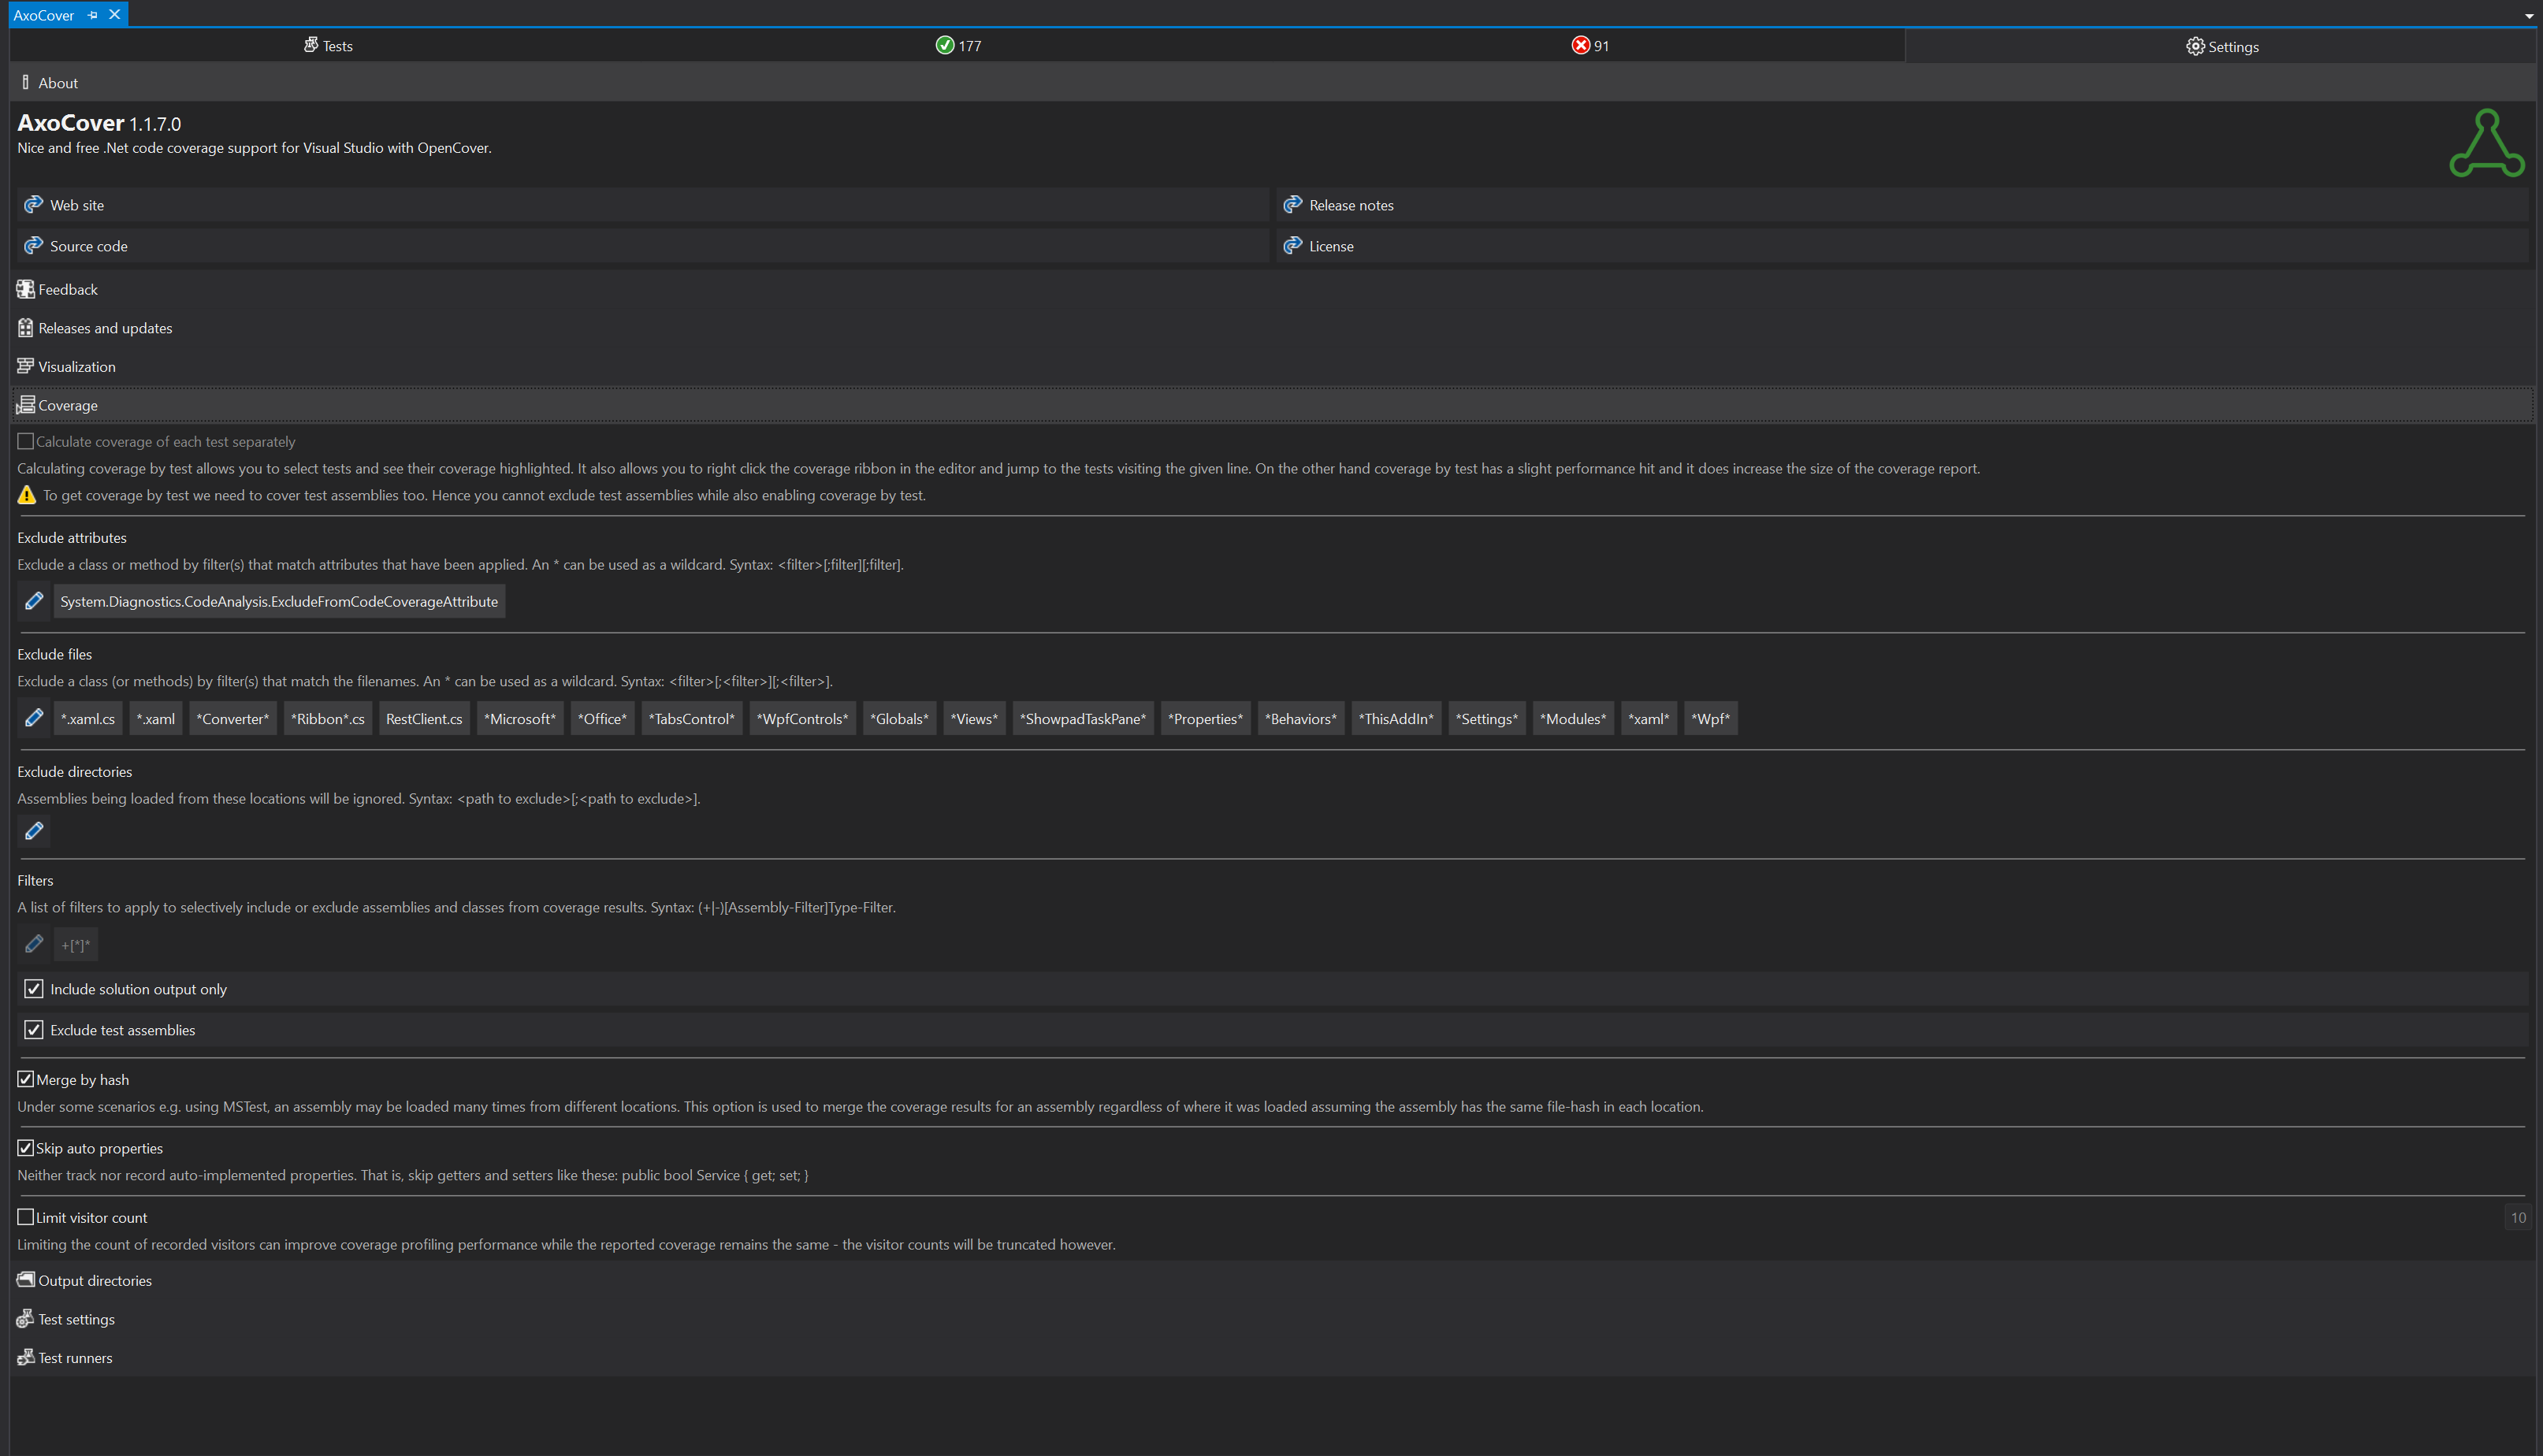 AxoCover
Tests
177
91
Settings
About
AxoCover 1.1.7.0
Nice and free .Net code coverage support for Visual Studio with OpenCover.
Web site
Release notes
Source code
License
Feedback
Releases and updates
Visualization
Coverage
Calculate coverage of each test separately
Calculating coverage by test allows you to select tests and see their coverage highlighted. It also allows you to right click the coverage ribbon in the editor and jump to the tests visiting the given line. On the other hand coverage by test has a slight performance hit and it does increase the size of the coverage report.
To get coverage by test we need to cover test assemblies too. Hence you cannot exclude test assemblies while also enabling coverage by test.
Exclude attributes
Exclude a class or method by filter(s) that match attributes that have been applied. An * can be used as a wildcard. Syntax: <filter>[;filter][;filter].
System.Diagnostics.CodeAnalysis.ExcludeFromCodeCoverageAttribute
Exclude files
Exclude a class (or methods) by filter(s) that match the filenames. An * can be used as a wildcard. Syntax: <filter>[;<filter>][;<filter>].
*.xaml.cs *.xaml *Converter* *Ribbon*.cs RestClient.cs *Microsoft* *Office* *TabsControl* *WpfControls* *Globals* *Views* *ShowpadTaskPane* *Properties* *Behaviors* *ThisAddIn* *Settings* *Modules* *xaml* *Wpf*
Exclude directories
Assemblies being loaded from these locations will be ignored. Syntax: <path to exclude>[;<path to exclude>].
Filters
A list of filters to apply to selectively include or exclude assemblies and classes from coverage results. Syntax: (+|-)[Assembly-Filter]Type-Filter.
+[*]*
Include solution output only
Exclude test assemblies
Merge by hash
Under some scenarios e.g. using MSTest, an assembly may be loaded many times from different locations. This option is used to merge the coverage results for an assembly regardless of where it was loaded assuming the assembly has the same file-hash in each location.
Skip auto properties
Neither track nor record auto-implemented properties. That is, skip getters and setters like these: public bool Service { get; set; }
Limit visitor count
10
Limiting the count of recorded visitors can improve coverage profiling performance while the reported coverage remains the same - the visitor counts will be truncated however.
Output directories
Test settings
Test runners